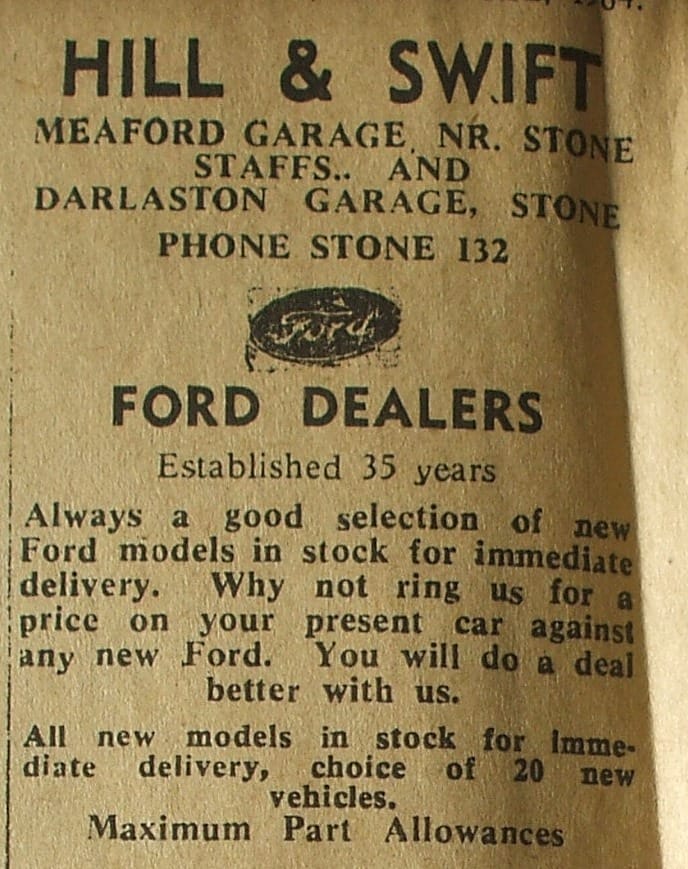 HILL & SWIFT
MEAFORD GARAGE, NR. STONE
STAFFS.. AND
DARLASTON GARAGE, STONE
PHONE STONE 132
Ford
FORD DEALERS
Established 35 years
Always a good selection of new
Ford models in stock for immediate
delivery. Why not ring us for a
price on your present car against
any new Ford. You will do a deal
better with us.
All new models in stock for imme-
diate delivery, choice of 20 new
vehicles.
Maximum Part Allowances